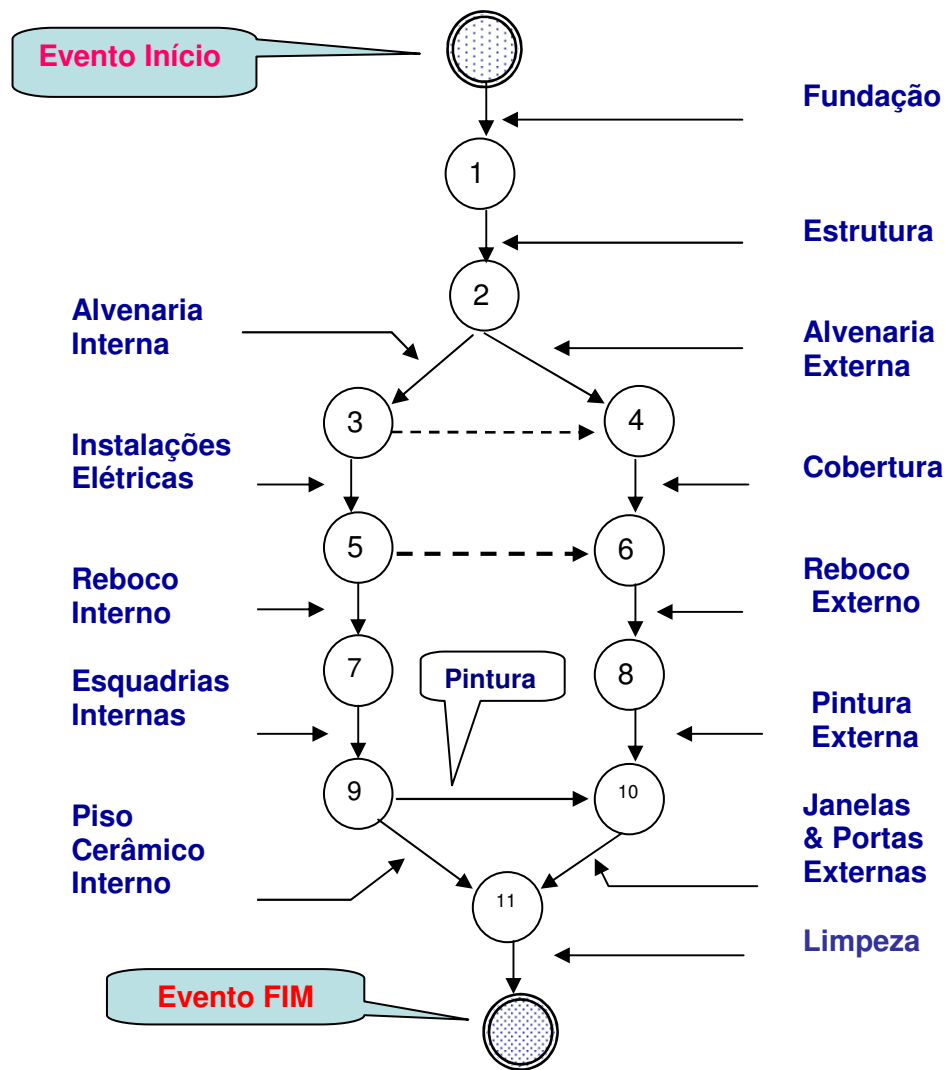 Evento Início
Fundação
1
Estrutura
2
Alvenaria
Interna
Alvenaria
Externa
3
4
Instalações
Elétricas
Cobertura
5
6
Reboco
Interno
Reboco
Externo
7
8
Esquadrias
Internas
Pintura
Pintura
Externa
9
10
Piso
Cerâmico
Interno
Janelas
& Portas
Externas
11
Limpeza
Evento FIM